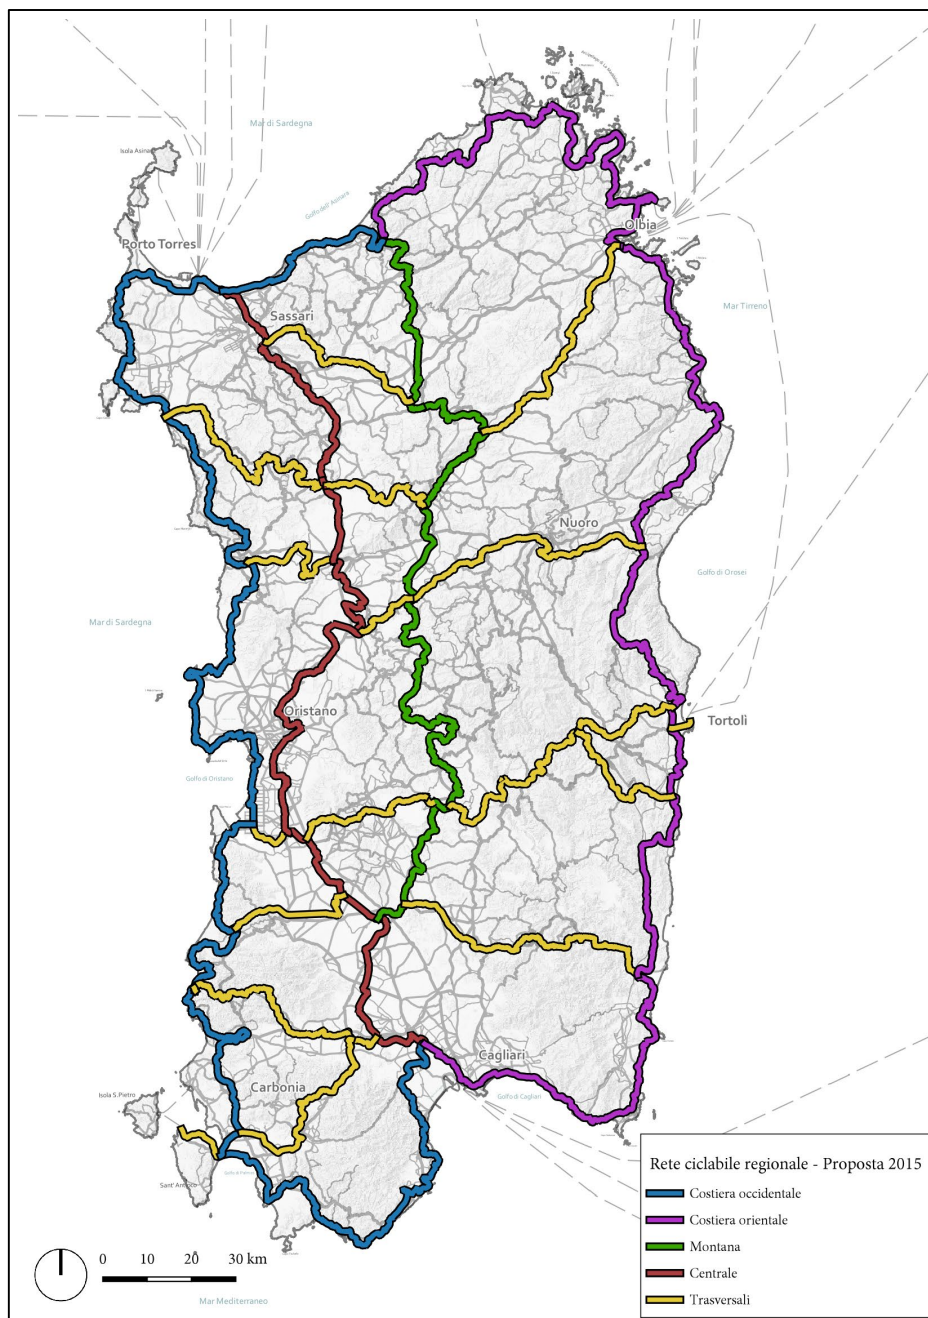 Mar di Sardegna
Isola Asinara
Golfo dell' Asinara
Porto Torres
Olbia
Mar Tirreno
Sassari
Nuoro
Golfo di Orosei
Mar di Sardegna
Oristano
Tortolì
Golfo di Oristano
Cagliari
Carbonia
Isola S.Pietro
Golfo di Cagliari
Sant' Antioco
Rete ciclabile regionale - Proposta 2015
Costiera occidentale
Costiera orientale
Montana
Centrale
Trasversali
0 10 20 30 km
Mar Mediterraneo